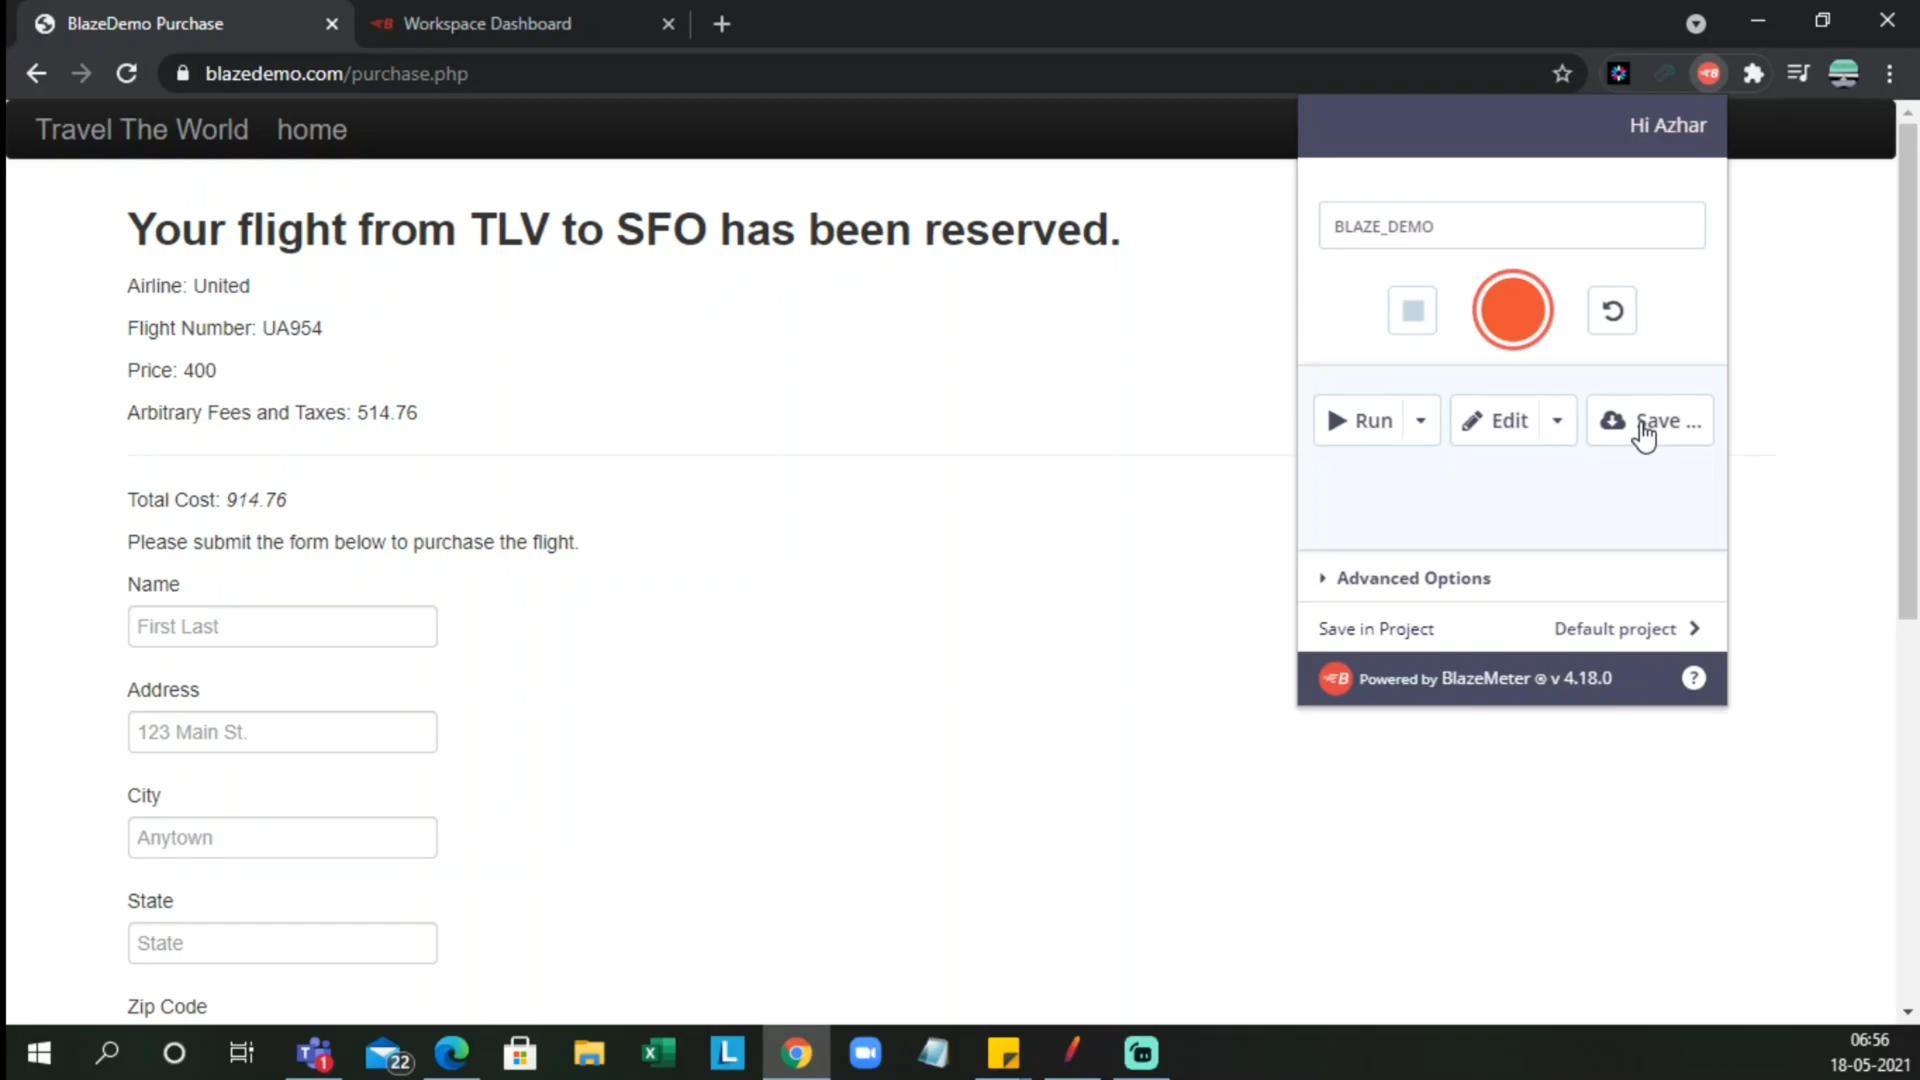 BlazeDemo Purchase
Workspace Dashboard
blazedemo.com/purchase.php
Travel The World home
Hi Azhar
BLAZE_DEMO
Your flight from TLV to SFO has been reserved.
Airline: United
Flight Number: UA954
Price: 400
Arbitrary Fees and Taxes: 514.76
Run
Edit
Save ...
Total Cost: 914.76
Please submit the form below to purchase the flight.
Name
First Last
Advanced Options
Save in Project Default project
Powered by BlazeMeter ® v 4.18.0 ?
Address
123 Main St.
City
Anytown
State
State
Zip Code
T 1
22
X
L
06:56
18-05-2021